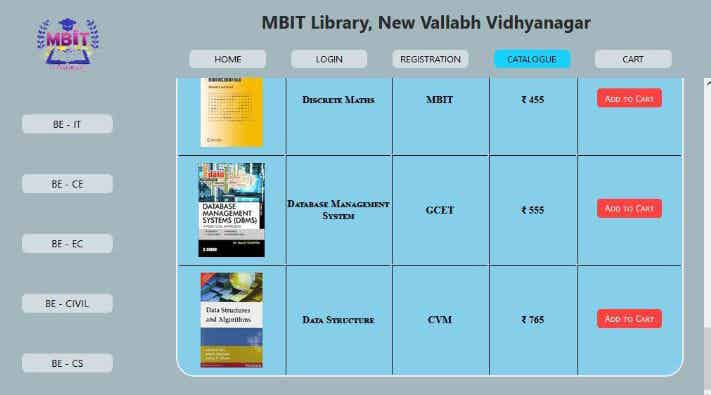 MBIT
MBIT Library, New Vallabh Vidhyanagar
HOME
LOGIN
REGISTRATION
CATALOGUE
CART
BE - IT
BE - CE
BE - EC
BE - CIVIL
BE - CS
Discrete Maths
MBIT
₹ 455
Add to Cart
DATABASE
MANAGEMENT
SYSTEMS (DBMS)
Database Management
System
GCET
₹ 555
Add to Cart
Data Structures
and Algorithms
PEARSON
Data Structure
CVM
₹ 765
Add to Cart